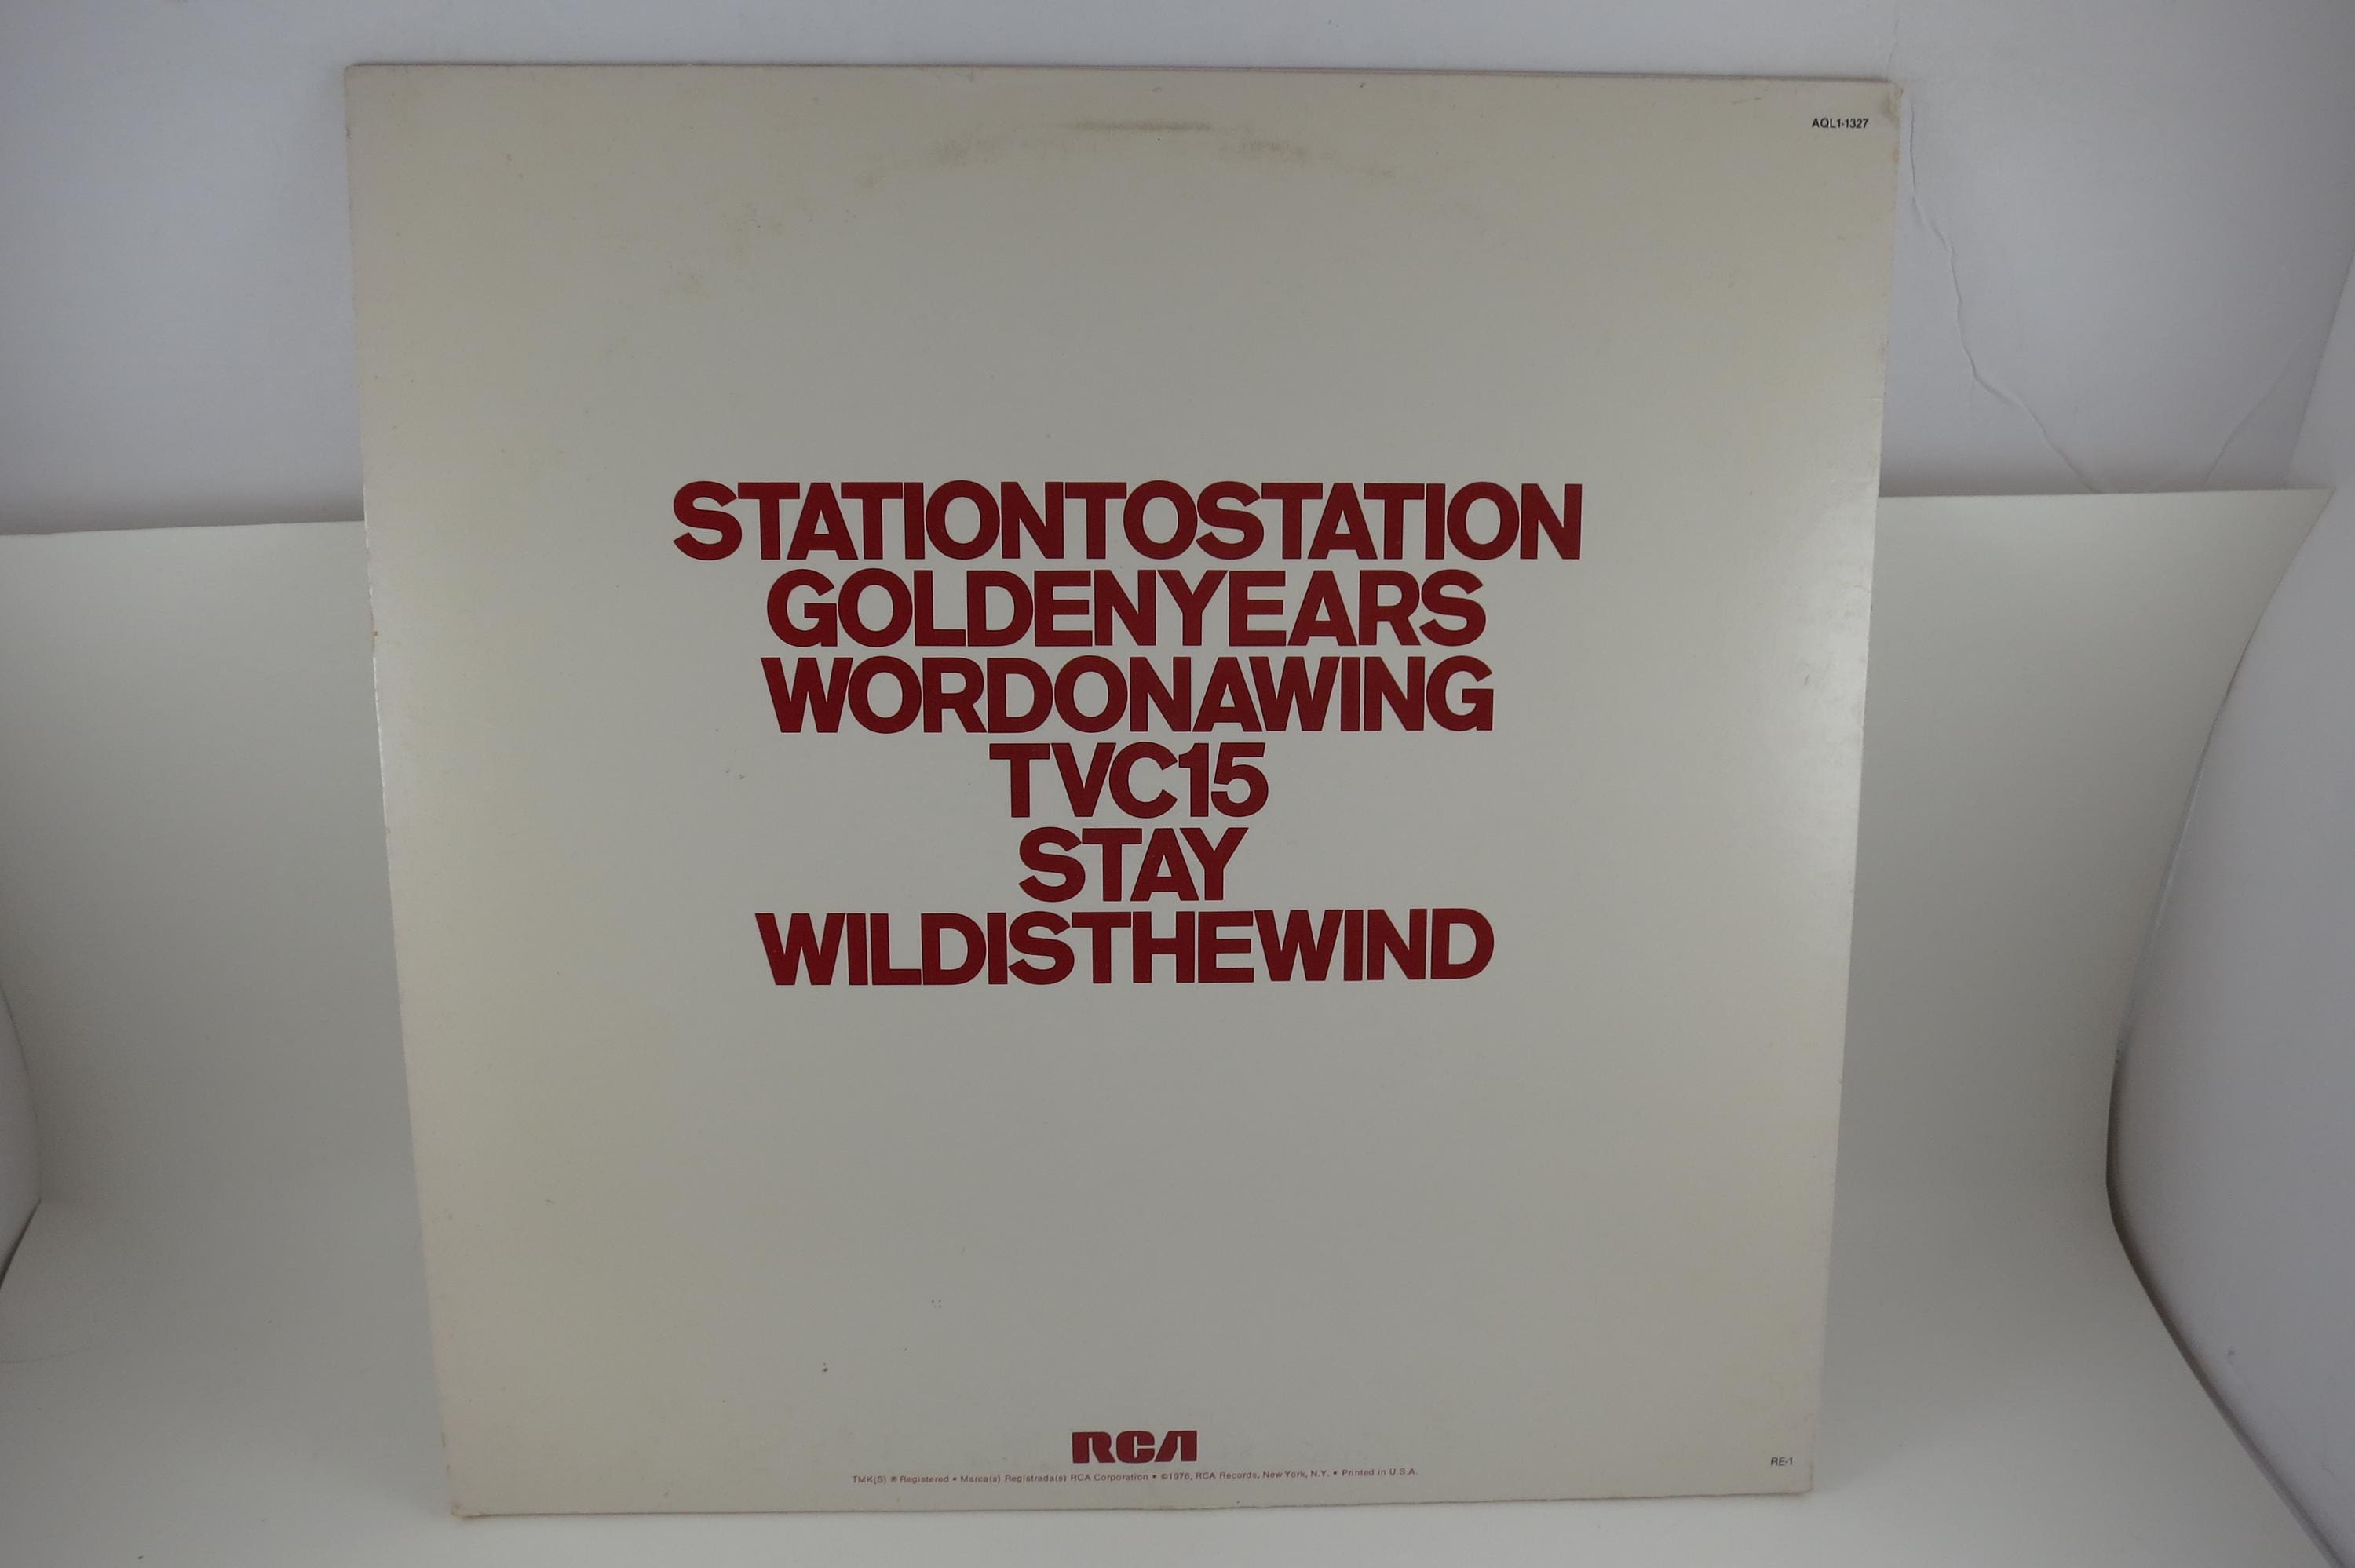 AQL1-1327
STATIONTOSTATION
GOLDENYEARS
WORDONAWING
TVC15
STAY
WILDISTHEWIND
RCA
TMK(S) ® Registered • Marca(s) Registrada(s) RCA Corporation • ©1976, RCA Records, New York, N.Y. • Printed in U.S.A.
RE-1